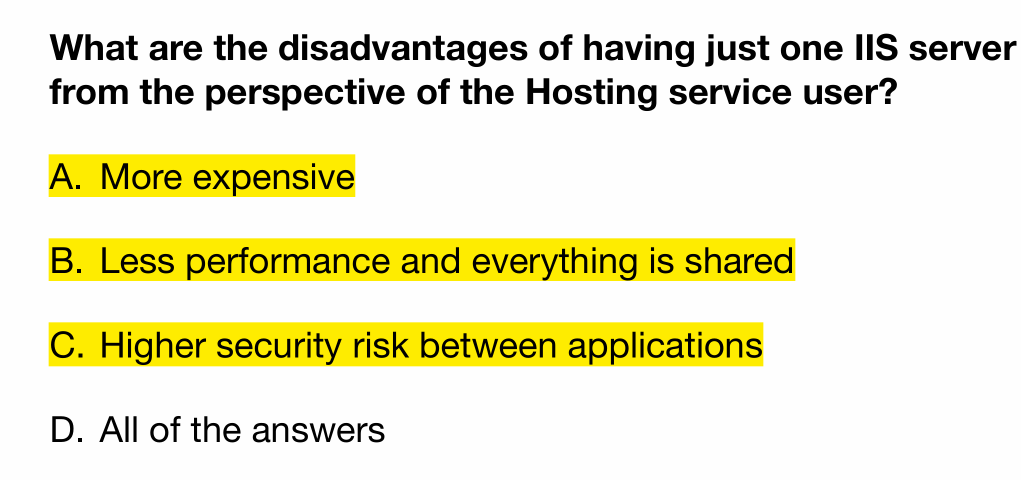 What are the disadvantages of having just one IIS server
from the perspective of the Hosting service user?
A. More expensive
B. Less performance and everything is shared
C. Higher security risk between applications
D. All of the answers